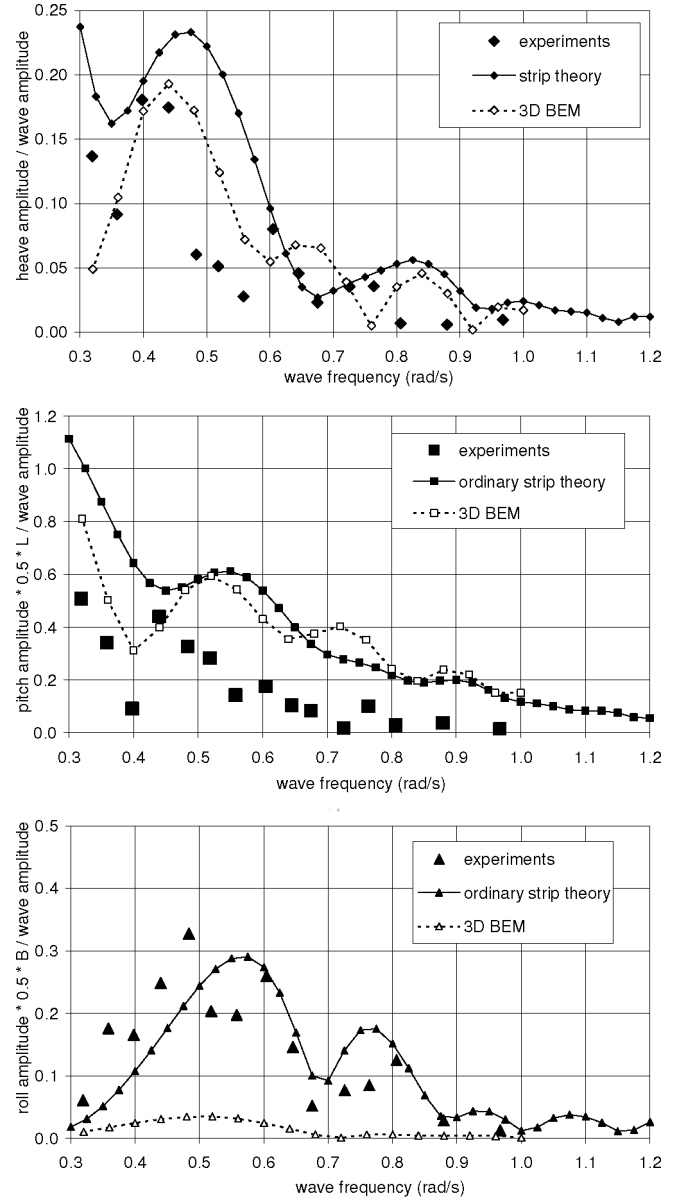 0.25
0.20
0.15
0.10
0.05
0.00
heave amplitude / wave amplitude
experiments
strip theory
3D BEM
0.3 0.4 0.5 0.6 0.7 0.8 0.9 1.0 1.1 1.2
wave frequency (rad/s)
1.2
1.0
0.8
0.6
0.4
0.2
0.0
pitch amplitude * 0.5 * L / wave amplitude
experiments
ordinary strip theory
3D BEM
0.3 0.4 0.5 0.6 0.7 0.8 0.9 1.0 1.1 1.2
wave frequency (rad/s)
0.5
0.4
0.3
0.2
0.1
0.0
roll amplitude * 0.5 * B / wave amplitude
experiments
ordinary strip theory
3D BEM
0.3 0.4 0.5 0.6 0.7 0.8 0.9 1.0 1.1 1.2
wave frequency (rad/s)